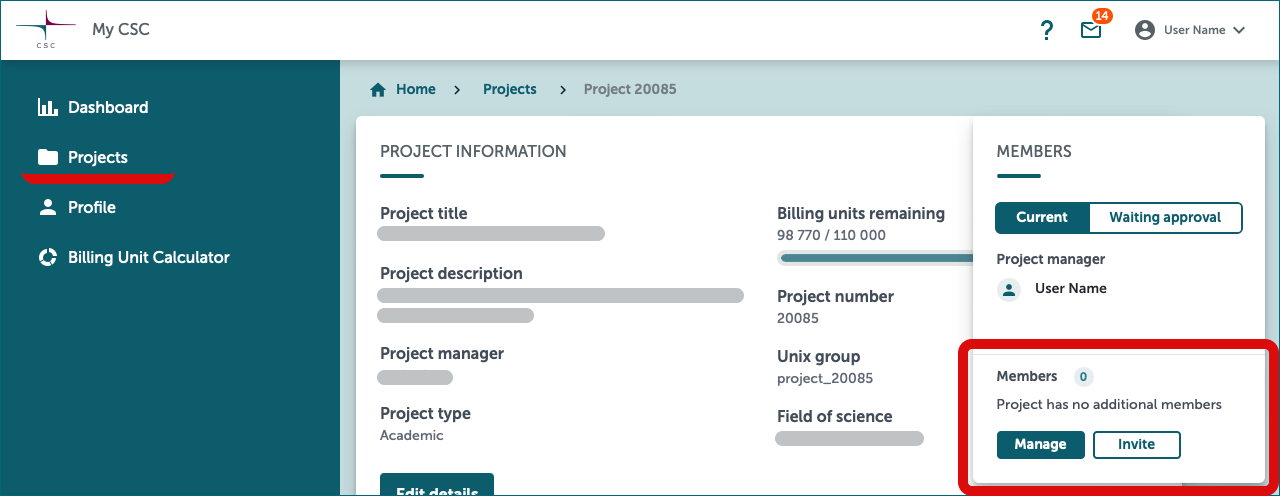 CSC
My CSC
?
14
User Name
Dashboard
Projects
Profile
Billing Unit Calculator
Home
Projects
Project 20085
PROJECT INFORMATION
Project title
Project description
Project manager
Project type
Academic
Edit details
Billing units remaining
98 770 / 110 000
Project number
20085
Unix group
project_20085
Field of science
MEMBERS
Current
Waiting approval
Project manager
User Name
Members 0
Project has no additional members
Manage
Invite